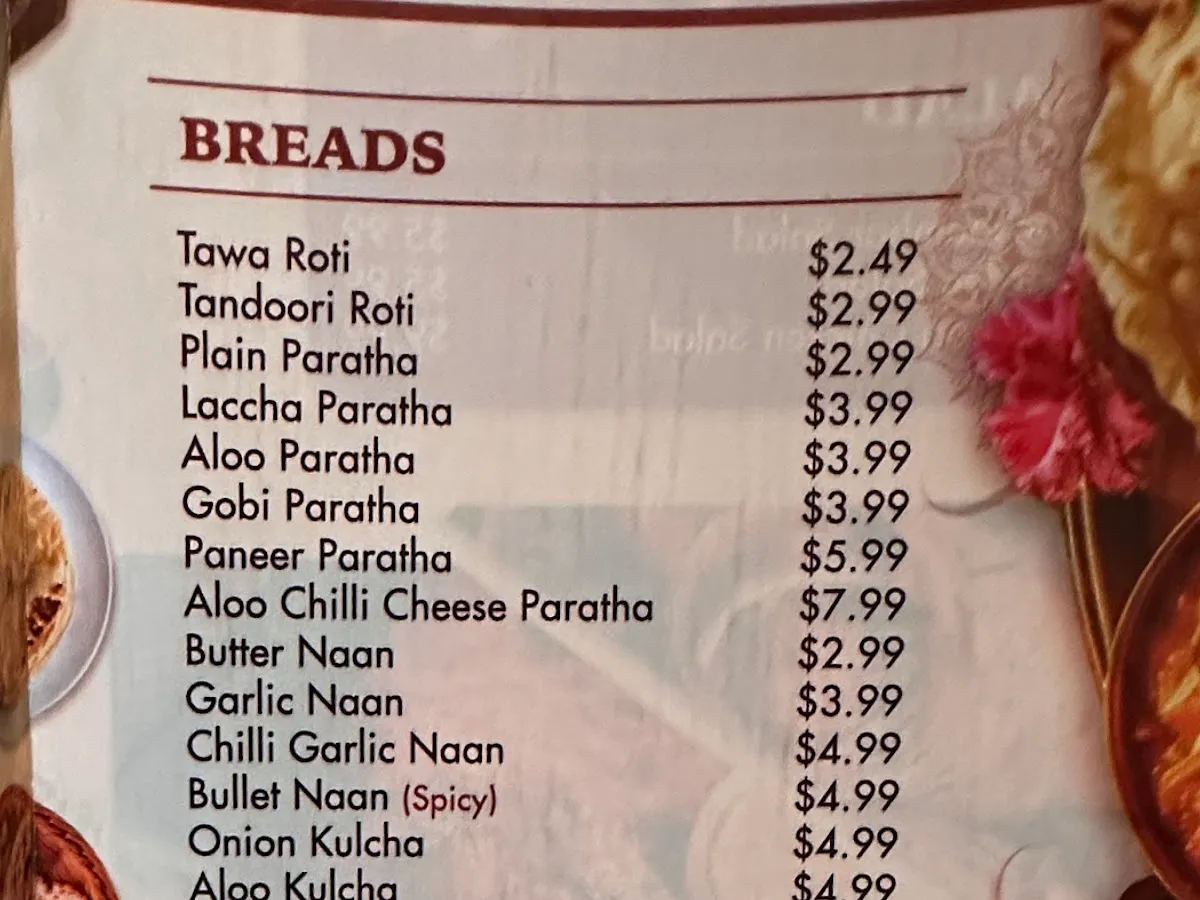 BREADS
Tawa Roti $2.49
Tandoori Roti $2.99
Plain Paratha $2.99
Laccha Paratha $3.99
Aloo Paratha $3.99
Gobi Paratha $3.99
Paneer Paratha $5.99
Aloo Chilli Cheese Paratha $7.99
Butter Naan $2.99
Garlic Naan $3.99
Chilli Garlic Naan $4.99
Bullet Naan (Spicy) $4.99
Onion Kulcha $4.99
Aloo Kulcha $4.99